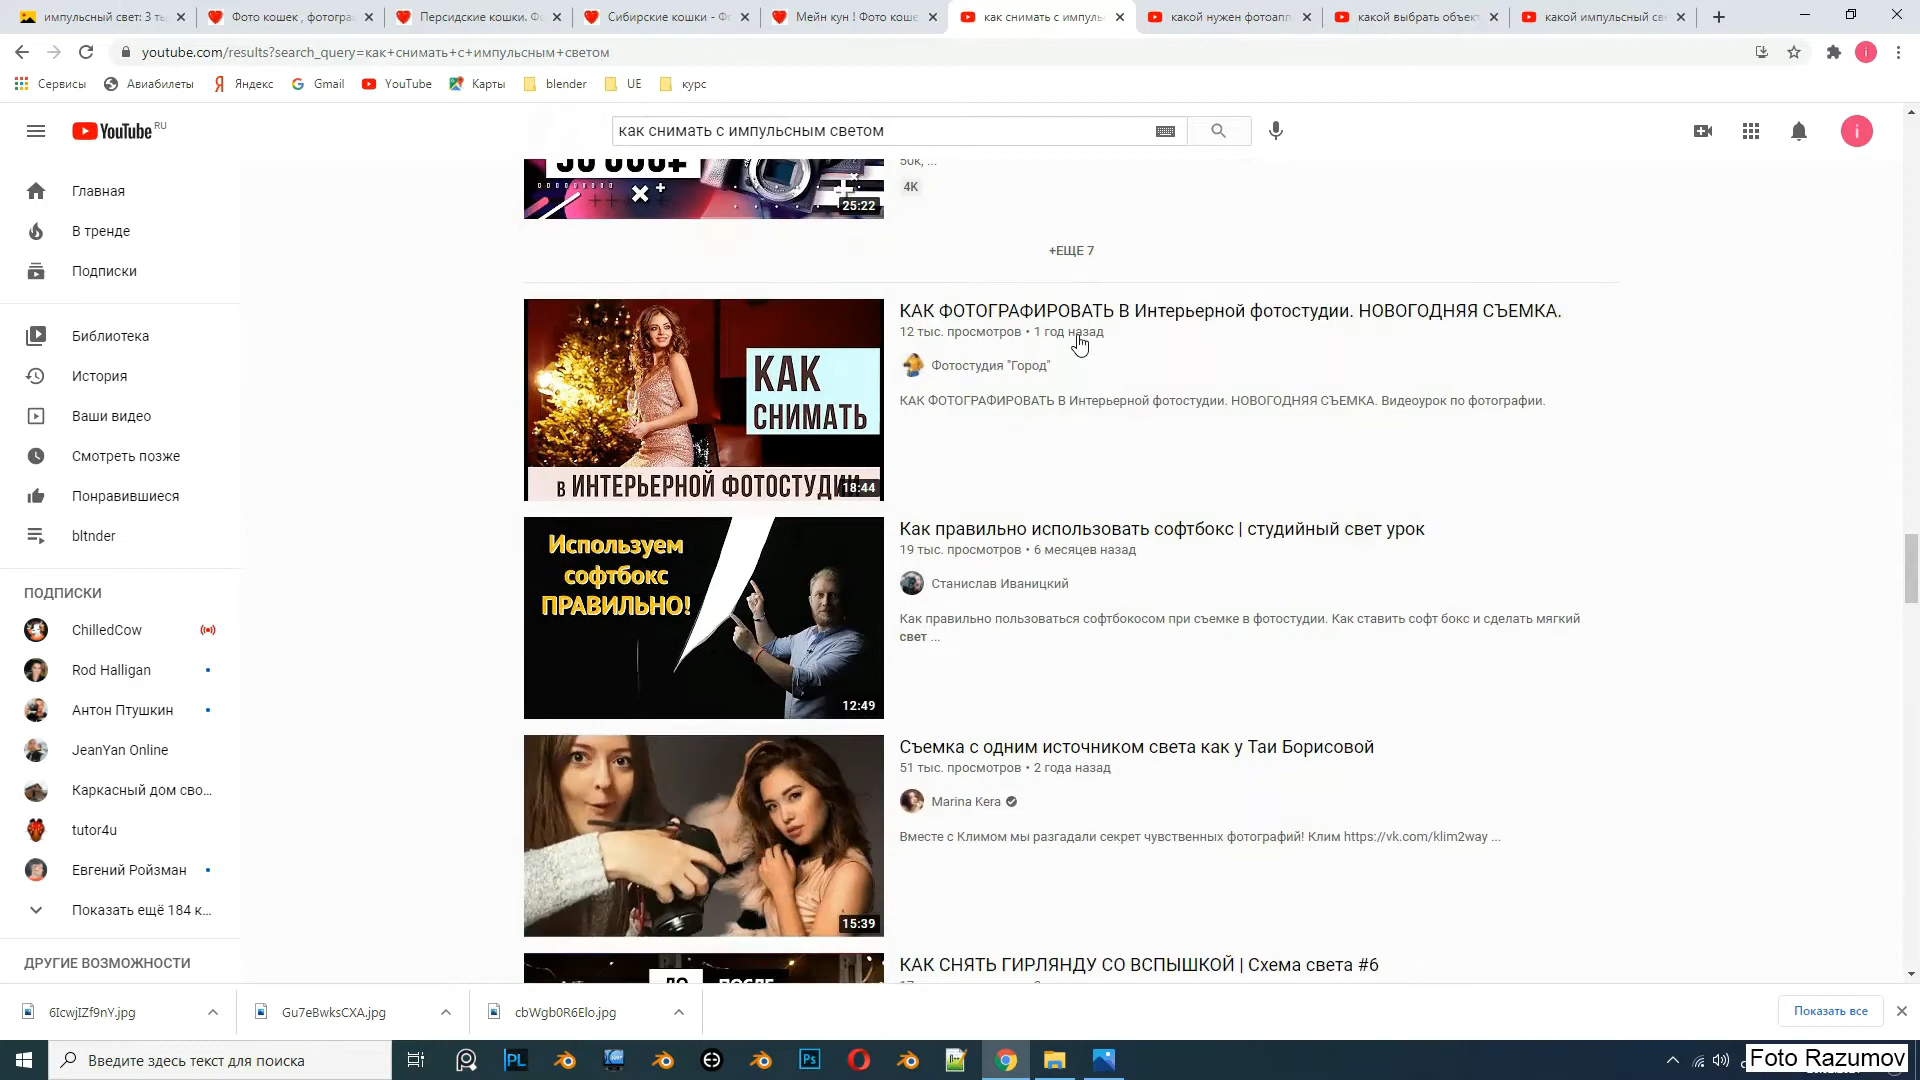 импульсный свет: 3 ты
Фото кошек , фотогра
Персидские кошки. Фо
Сибирские кошки - Фо
Мейн кун ! Фото коше
как снимать с импуль
какой нужен фотоапп
какой выбрать объект
какой импульсный св
youtube.com/results?search_query=как+снимать+с+импульсным+светом
Сервисы
Авиабилеты
Яндекс
Gmail
YouTube
Карты
blender
UE
курс
YouTube RU
как снимать с импульсным светом
i
Главная
В тренде
Подписки
Библиотека
История
Ваши видео
Смотреть позже
Понравившиеся
bltnder
ПОДПИСКИ
ChilledCow
Rod Halligan
Антон Птушкин
JeanYan Online
Каркасный дом сво...
tutor4u
Евгений Ройзман
Показать ещё 184 к...
ДРУГИЕ ВОЗМОЖНОСТИ
25:22
50k, ...
4K
+ЕЩЕ 7
КАК СНИМАТЬ
в ИНТЕРЬЕРНОЙ ФОТОСТУДИИ
18:44
КАК ФОТОГРАФИРОВАТЬ В Интерьерной фотостудии. НОВОГОДНЯЯ СЪЕМКА.
12 тыс. просмотров • 1 год назад
Фотостудия "Город"
КАК ФОТОГРАФИРОВАТЬ В Интерьерной фотостудии. НОВОГОДНЯЯ СЪЕМКА. Видеоурок по фотографии.
Используем
софтбокс
ПРАВИЛЬНО!
12:49
Как правильно использовать софтбокс | студийный свет урок
19 тыс. просмотров • 6 месяцев назад
Станислав Иваницкий
Как правильно пользоваться софтбокосом при съемке в фотостудии. Как ставить софт бокс и сделать мягкий
свет ...
15:39
Съемка с одним источником света как у Таи Борисовой
51 тыс. просмотров • 2 года назад
Marina Kera
Вместе с Климом мы разгадали секрет чувственных фотографий! Клим https://vk.com/klim2way ...
КАК СНЯТЬ ГИРЛЯНДУ СО ВСПЫШКОЙ | Схема света #6
6IcwjIZf9nY.jpg
Gu7eBwksCXA.jpg
cbWgb0R6Elo.jpg
Показать все
Введите здесь текст для поиска
PL
Ps
Foto Razumov